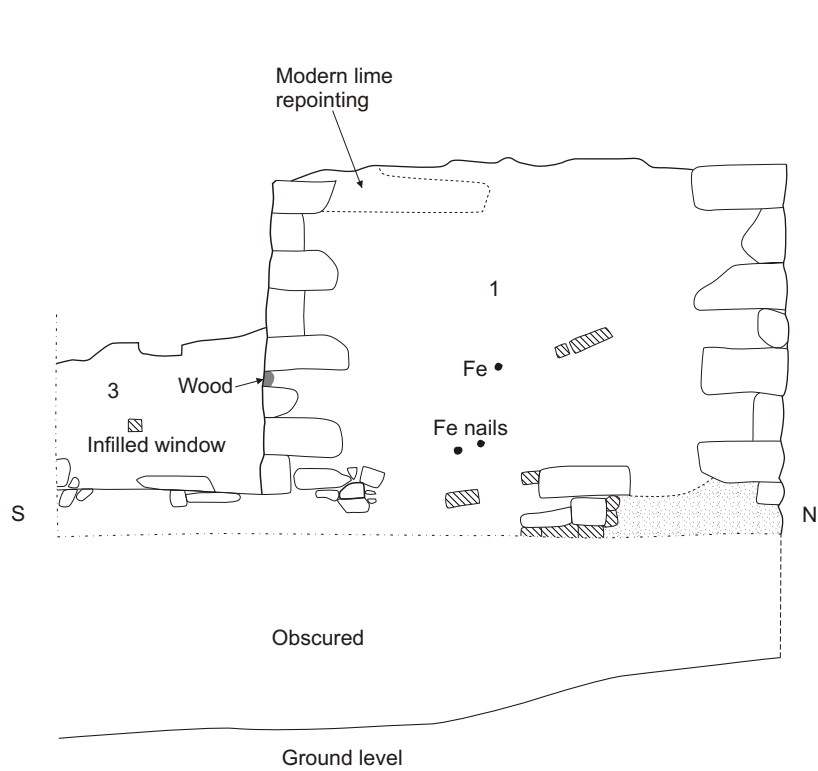 Modern lime
repointing
1
Fe
3
Wood
Fe nails
Infilled window
S
N
Obscured
Ground level